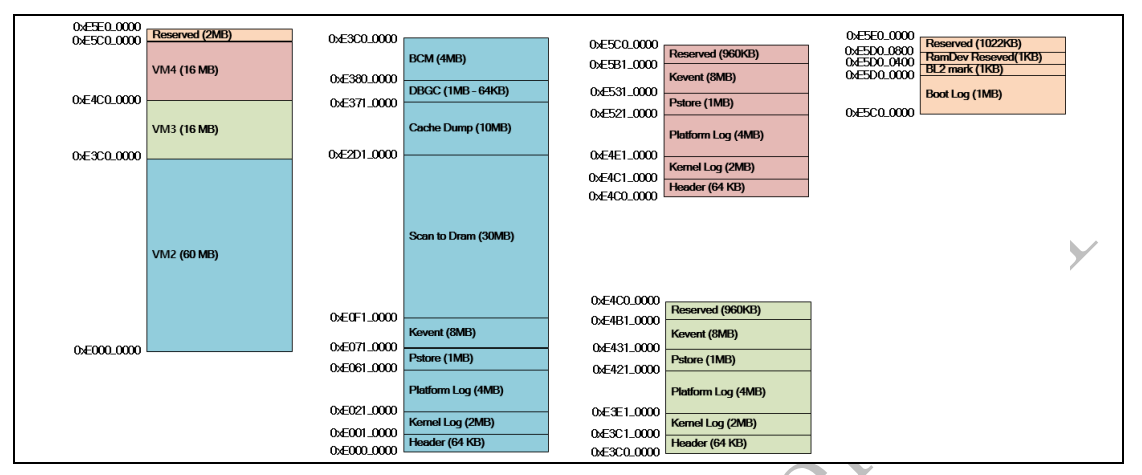 0xE5E0_0000
Reserved (2MB)
0xE5C0_0000
VM4 (16 MB)
0xE4C0_0000
VM3 (16 MB)
0xE3C0_0000
VM2 (60 MB)
0xE000_0000
0xE3C0_0000
BCM (4MB)
0xE380_0000
DBGC (1MB - 64KB)
0xE371_0000
Cache Dump (10MB)
0xE2D1_0000
Scan to Dram (30MB)
0xE0F1_0000
Kevent (8MB)
0xE071_0000
Pstore (1MB)
0xE061_0000
Platform Log (4MB)
0xE021_0000
Kernel Log (2MB)
0xE001_0000
Header (64 KB)
0xE000_0000
0xE5C0_0000
Reserved (960KB)
0xE5B1_0000
Kevent (8MB)
0xE531_0000
Pstore (1MB)
0xE521_0000
Platform Log (4MB)
0xE4E1_0000
Kernel Log (2MB)
0xE4C1_0000
Header (64 KB)
0xE4C0_0000
0xE4C0_0000
Reserved (960KB)
0xE4B1_0000
Kevent (8MB)
0xE431_0000
Pstore (1MB)
0xE421_0000
Platform Log (4MB)
0xE3E1_0000
Kernel Log (2MB)
0xE3C1_0000
Header (64 KB)
0xE3C0_0000
0xE5E0_0000
Reserved (1022KB)
0xE5D0_0800
RamDev Reseved(1KB)
0xE5D0_0400
BL2 mark (1KB)
0xE5D0_0000
Boot Log (1MB)
0xE5C0_0000